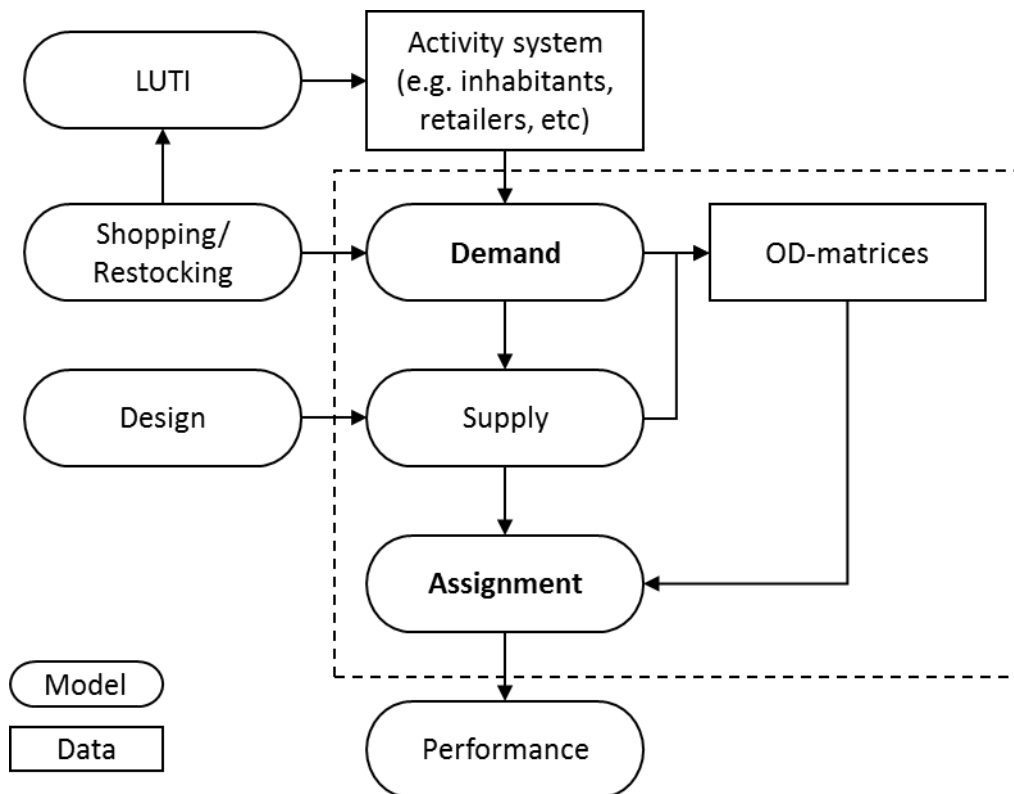 LUTI
Activity system
(e.g. inhabitants,
retailers, etc)
Shopping/
Restocking
Demand
OD-matrices
Design
Supply
Assignment
Model
Data
Performance